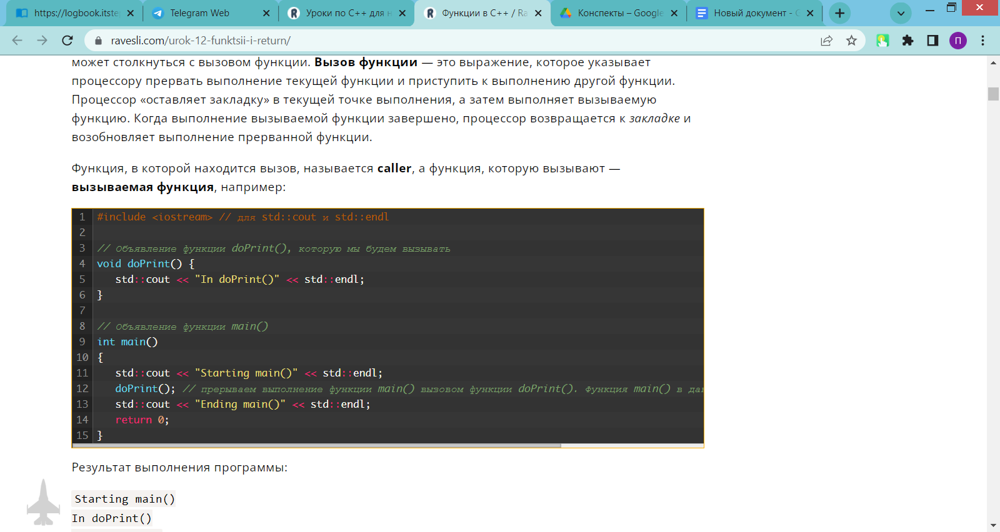 https://logbook.itste
Telegram Web
Уроки по C++ для н
Функции в C++ / Ra
Конспекты – Google
Новый документ - G
ravesli.com/urok-12-funktsii-i-return/
П
может столкнуться с вызовом функции. Вызов функции — это выражение, которое указывает
процессору прервать выполнение текущей функции и приступить к выполнению другой функции.
Процессор «оставляет закладку» в текущей точке выполнения, а затем выполняет вызываемую
функцию. Когда выполнение вызываемой функции завершено, процессор возвращается к закладке и
возобновляет выполнение прерванной функции.
Функция, в которой находится вызов, называется caller, а функция, которую вызывают —
вызываемая функция, например:
1 #include <iostream> // для std::cout и std::endl
2
3 // Объявление функции doPrint(), которую мы будем вызывать
4 void doPrint() {
5 std::cout << "In doPrint()" << std::endl;
6 }
7
8 // Объявление функции main()
9 int main()
10 {
11 std::cout << "Starting main()" << std::endl;
12 doPrint(); // прерываем выполнение функции main() вызовом функции doPrint(). Функция main() в дан
13 std::cout << "Ending main()" << std::endl;
14 return 0;
15 }
Результат выполнения программы:
Starting main()
In doPrint()